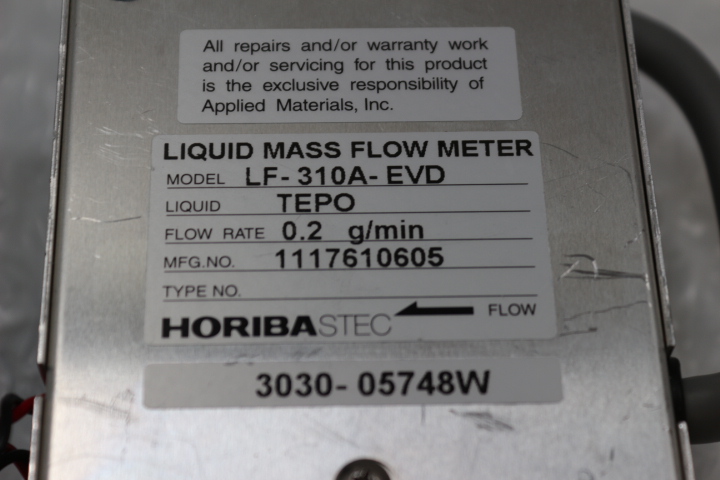 All repairs and/or warranty work
and/or servicing for this product
is the exclusive responsibility of
Applied Materials, Inc.
LIQUID MASS FLOW METER
MODEL LF-310A-EVD
LIQUID TEPO
FLOW RATE 0.2 g/min
MFG.NO. 1117610605
TYPE NO.
HORIBASTEC FLOW
3030-05748W